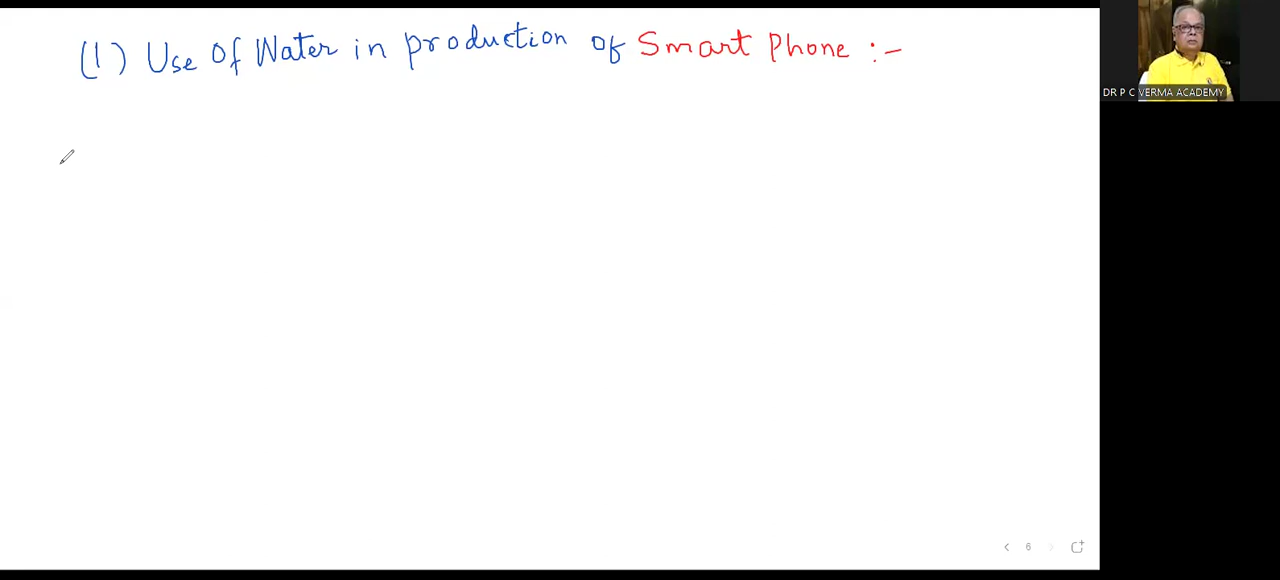 (1) Use Of Water in production of Smart Phone :-
DR P C VERMA ACADEMY
6